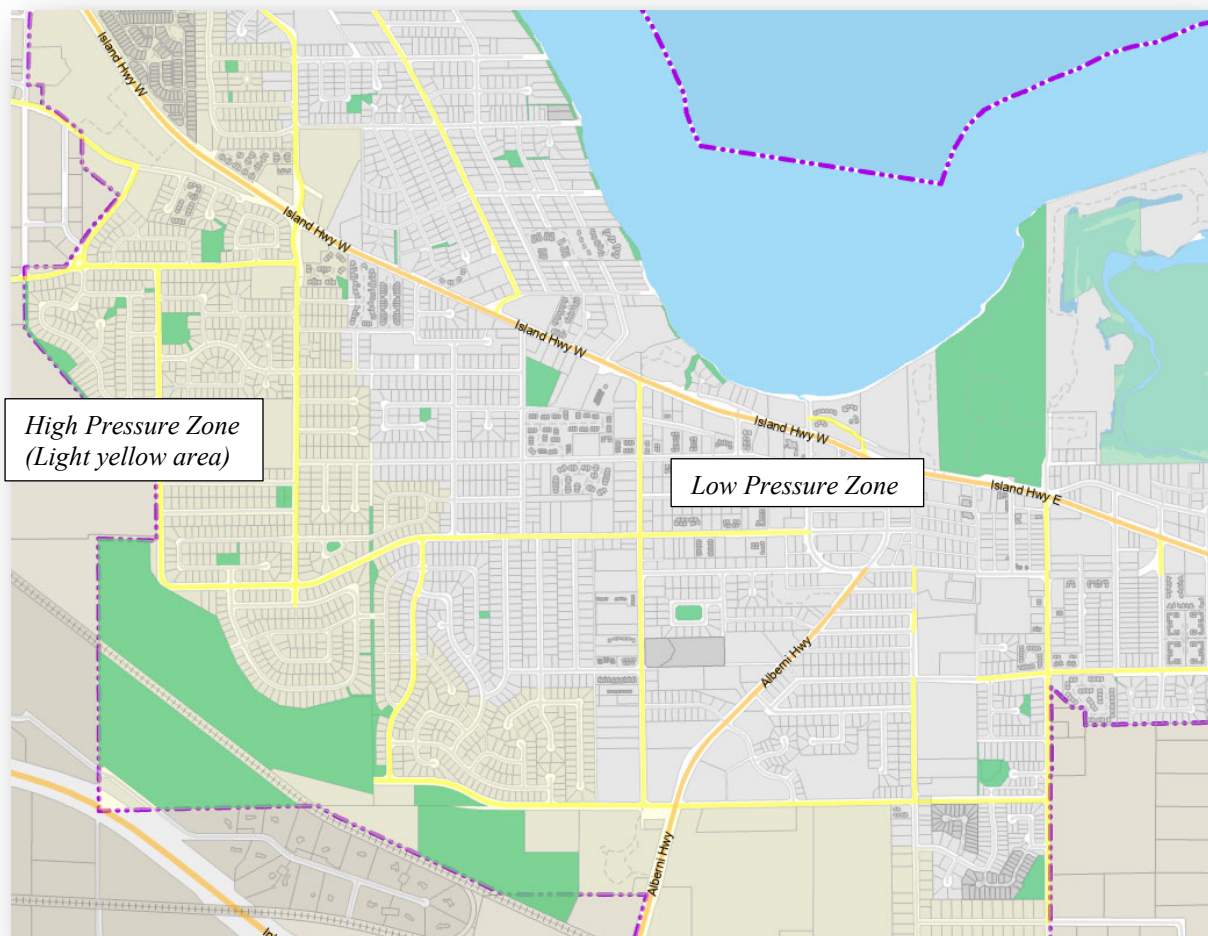 Island Hwy W
Island Hwy W
Island Hwy W
High Pressure Zone
(Light yellow area)
Island Hwy W
Low Pressure Zone
Island Hwy E
Alberni Hwy
Alberni Hwy